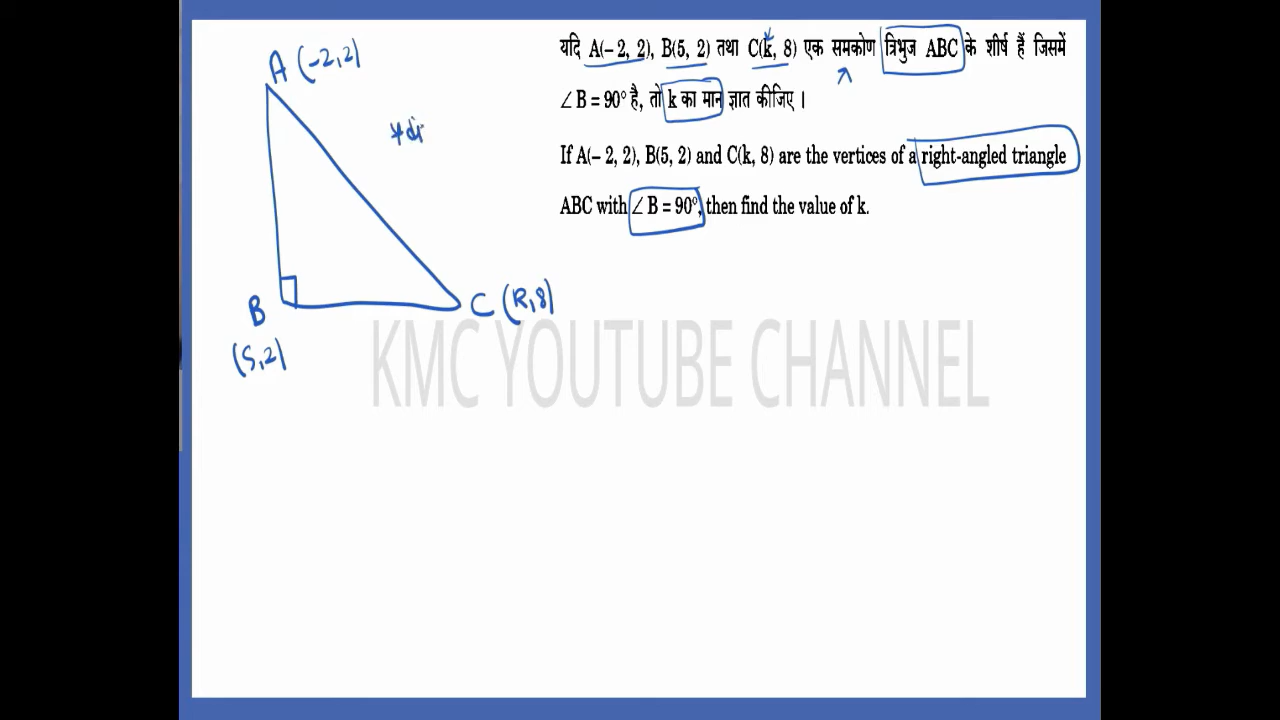 A (-2,2)
यदि A(– 2, 2), B(5, 2) तथा C(k, 8) एक समकोण त्रिभुज ABC के शीर्ष हैं जिसमें
∠B = 90° है, तो k का मान ज्ञात कीजिए ।
*di
If A(– 2, 2), B(5, 2) and C(k, 8) are the vertices of a right-angled triangle
ABC with ∠B = 90°, then find the value of k.
B
C (k,8)
(5,2)
KMC YOUTUBE CHANNEL